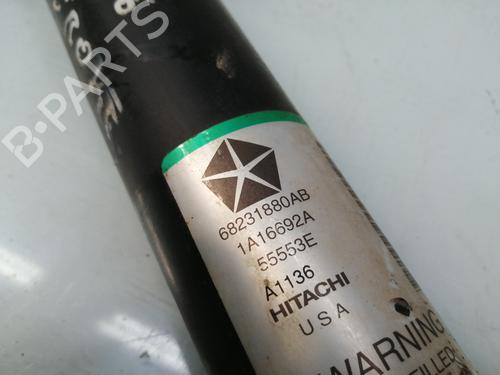 B-PARTS
68231880AB
1A16692A
55553E
A1136
HITACHI
USA
WARNING